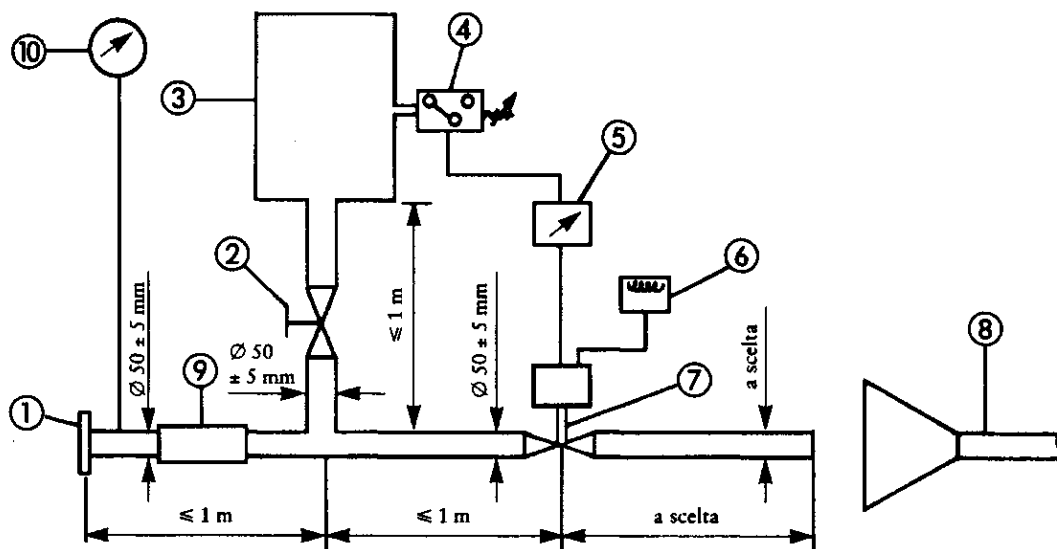 10
4
3
5
2
6
Ø 50 ± 5 mm
Ø 50
± 5 mm
≤ 1 m
Ø 50 ± 5 mm
a scelta
8
9
7
1
≤ 1 m
≤ 1 m
a scelta